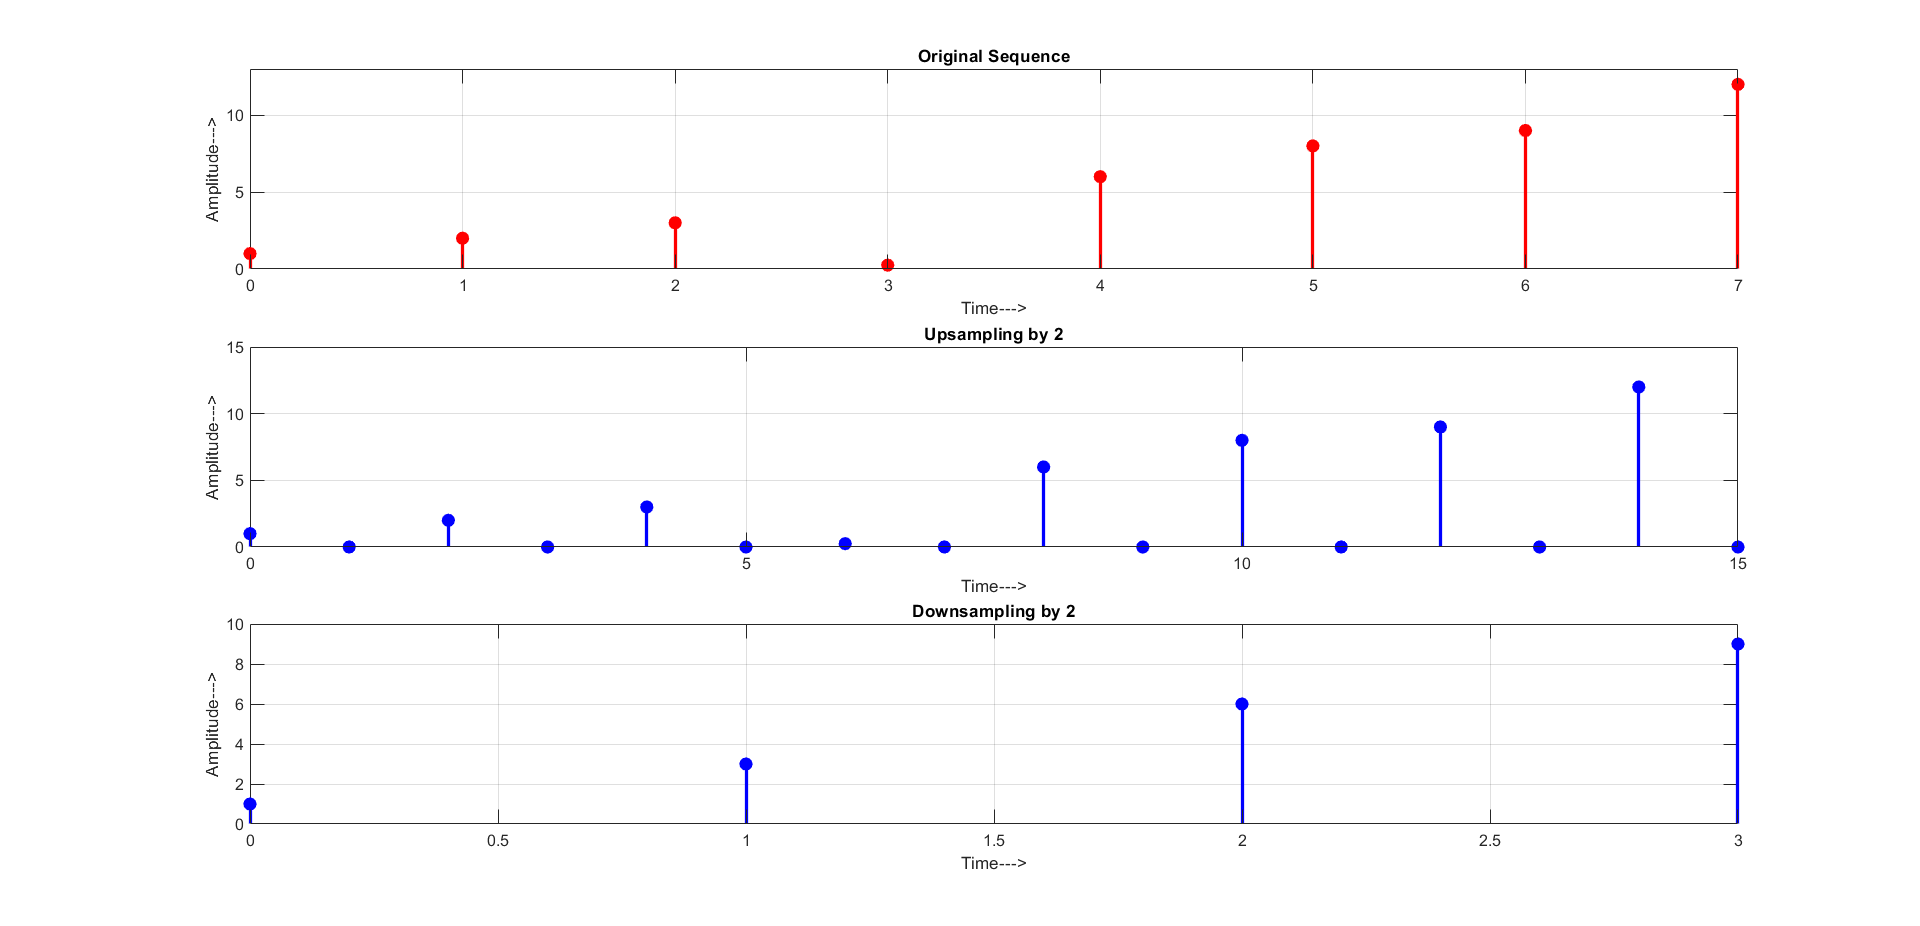 Original Sequence
10
5
0
Amplitude--->
0 1 2 3 4 5 6 7
Time--->
Upsampling by 2
15
10
5
0
Amplitude--->
0 5 10 15
Time--->
Downsampling by 2
10
8
6
4
2
0
Amplitude--->
0 0.5 1 1.5 2 2.5 3
Time--->